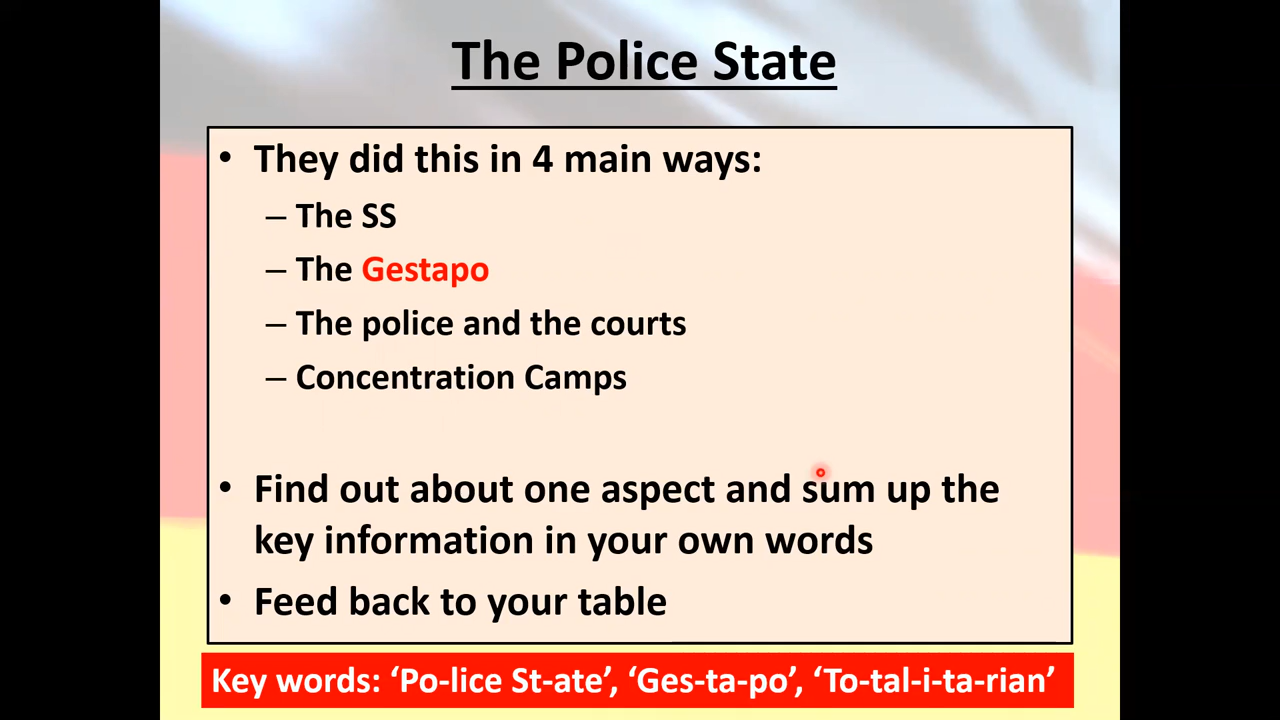 The Police State
• They did this in 4 main ways:
– The SS
– The Gestapo
– The police and the courts
– Concentration Camps
• Find out about one aspect and sum up the
key information in your own words
• Feed back to your table
Key words: ‘Po-lice St-ate’, ‘Ges-ta-po’, ‘To-tal-i-ta-rian’